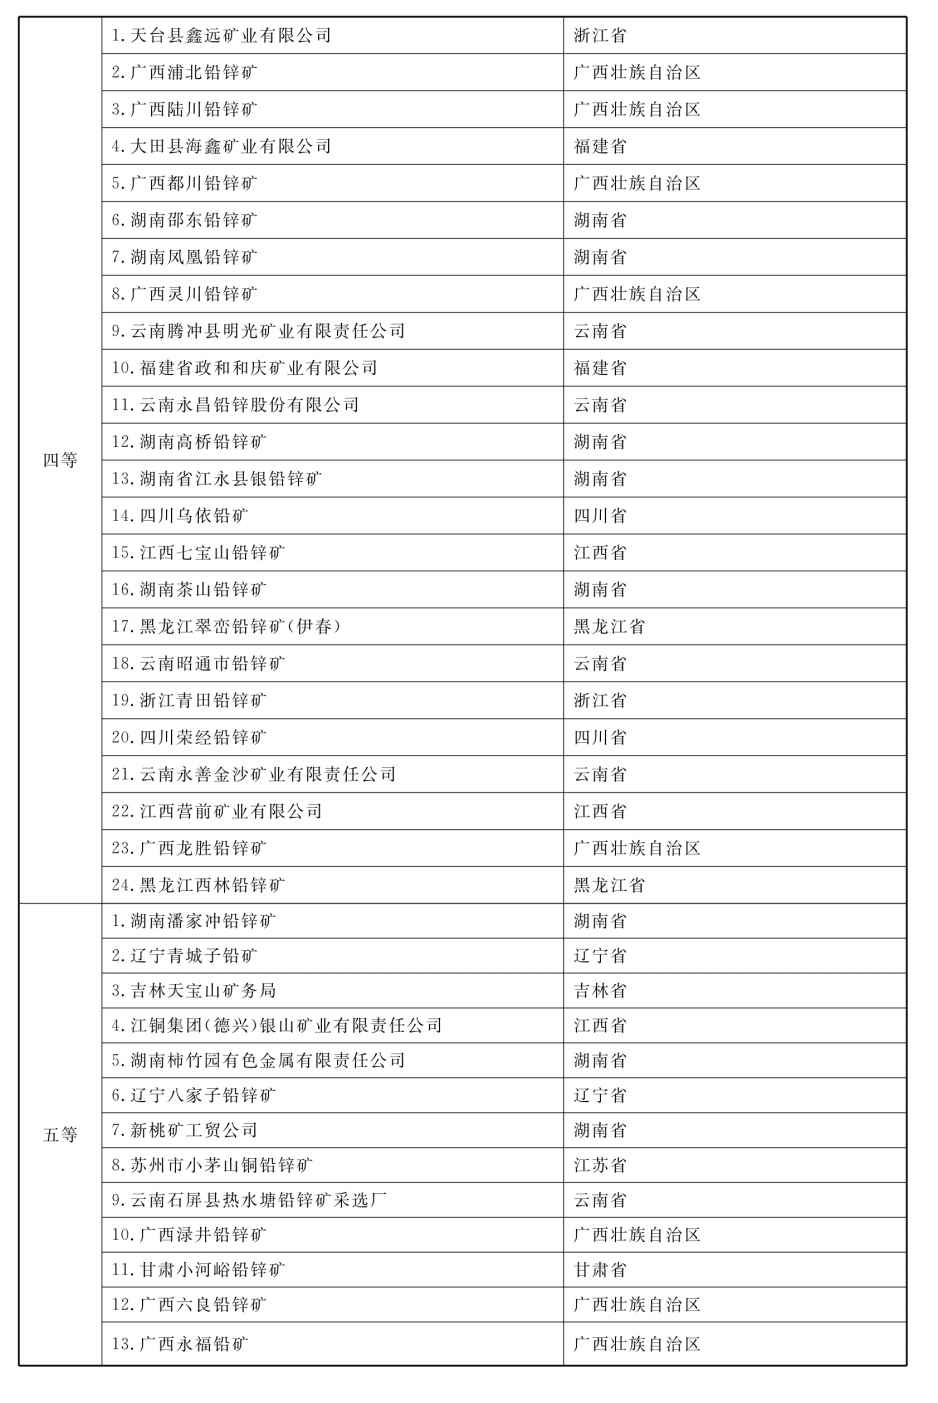 四等
1.天台县鑫远矿业有限公司 浙江省
2.广西浦北铅锌矿 广西壮族自治区
3.广西陆川铅锌矿 广西壮族自治区
4.大田县海鑫矿业有限公司 福建省
5.广西都川铅锌矿 广西壮族自治区
6.湖南邵东铅锌矿 湖南省
7.湖南凤凰铅锌矿 湖南省
8.广西灵川铅锌矿 广西壮族自治区
9.云南腾冲县明光矿业有限责任公司 云南省
10.福建省政和和庆矿业有限公司 福建省
11.云南永昌铅锌股份有限公司 云南省
12.湖南高桥铅锌矿 湖南省
13.湖南省江永县银铅锌矿 湖南省
14.四川乌依铅矿 四川省
15.江西七宝山铅锌矿 江西省
16.湖南茶山铅锌矿 湖南省
17.黑龙江翠峦铅锌矿(伊春) 黑龙江省
18.云南昭通市铅锌矿 云南省
19.浙江青田铅锌矿 浙江省
20.四川荣经铅锌矿 四川省
21.云南永善金沙矿业有限责任公司 云南省
22.江西营前矿业有限公司 江西省
23.广西龙胜铅锌矿 广西壮族自治区
24.黑龙江西林铅锌矿 黑龙江省
五等
1.湖南潘家冲铅锌矿 湖南省
2.辽宁青城子铅矿 辽宁省
3.吉林天宝山矿务局 吉林省
4.江铜集团(德兴)银山矿业有限责任公司 江西省
5.湖南柿竹园有色金属有限责任公司 湖南省
6.辽宁八家子铅锌矿 辽宁省
7.新桃矿工贸公司 湖南省
8.苏州市小茅山铜铅锌矿 江苏省
9.云南石屏县热水塘铅锌矿采选厂 云南省
10.广西渌井铅锌矿 广西壮族自治区
11.甘肃小河峪铅锌矿 甘肃省
12.广西六良铅锌矿 广西壮族自治区
13.广西永福铅矿 广西壮族自治区